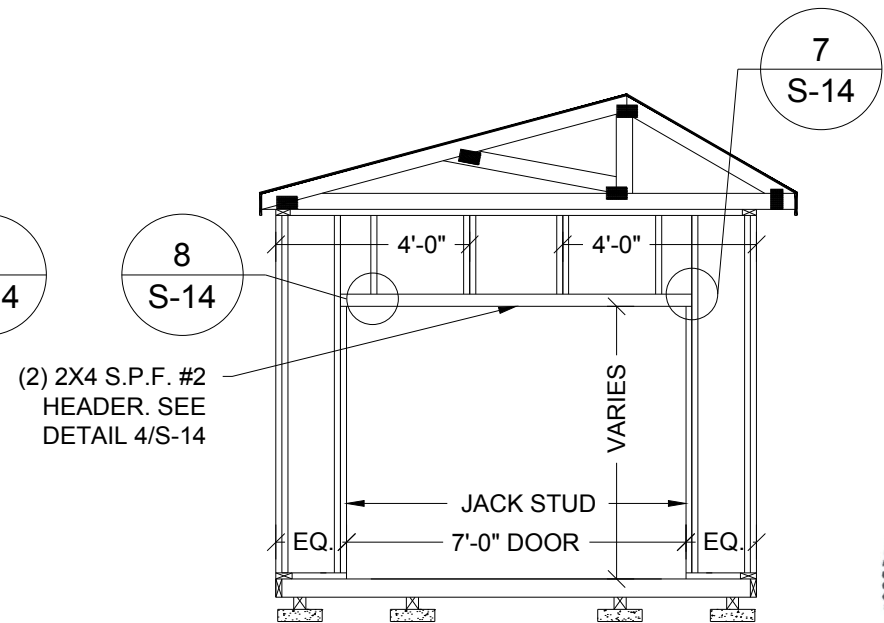 7
S-14
4'-0"
4'-0"
8
S-14
4
(2) 2X4 S.P.F. #2
HEADER. SEE
DETAIL 4/S-14
VARIES
JACK STUD
EQ.
7'-0" DOOR
EQ.